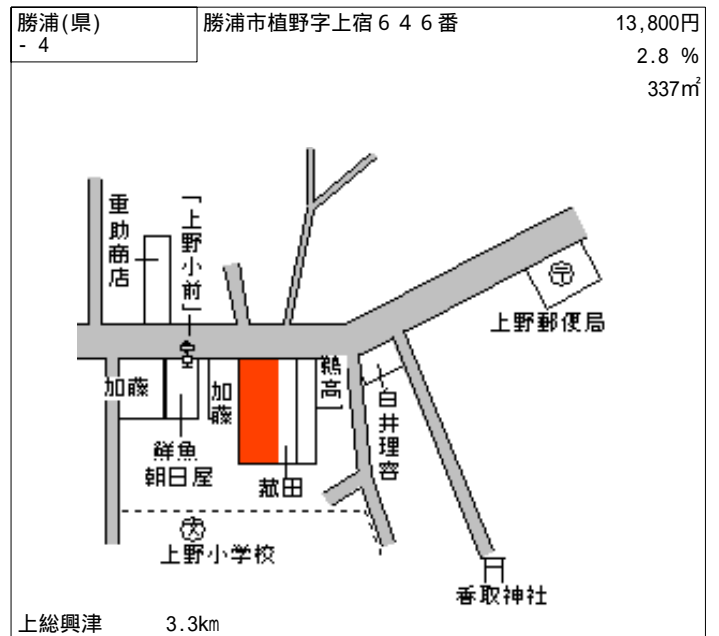 勝浦(県)
- 4
勝浦市植野字上宿６４６番
13,800円
2.8 %
337㎡
重助商店
「上野小前」
上野郵便局
加藤
鮮魚
朝日屋
加藤
鵜高
白井理容
菰田
上野小学校
香取神社
上総興津 3.3km